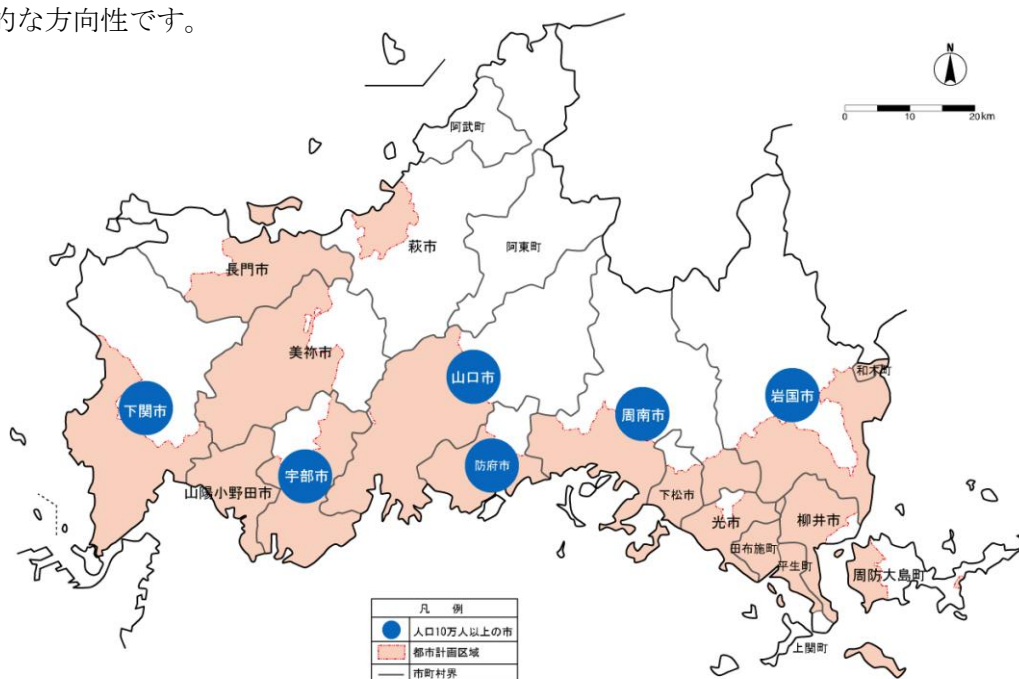 的な方向性です。
N
0 10 20km
阿武町
萩市
阿東町
長門市
美祢市
山口市
和木町
岩国市
下関市
周南市
防府市
宇部市
山陽小野田市
下松市
光市
柳井市
田布施町
平生町
周防大島町
上関町
凡 例
人口10万人以上の市
都市計画区域
市町村界